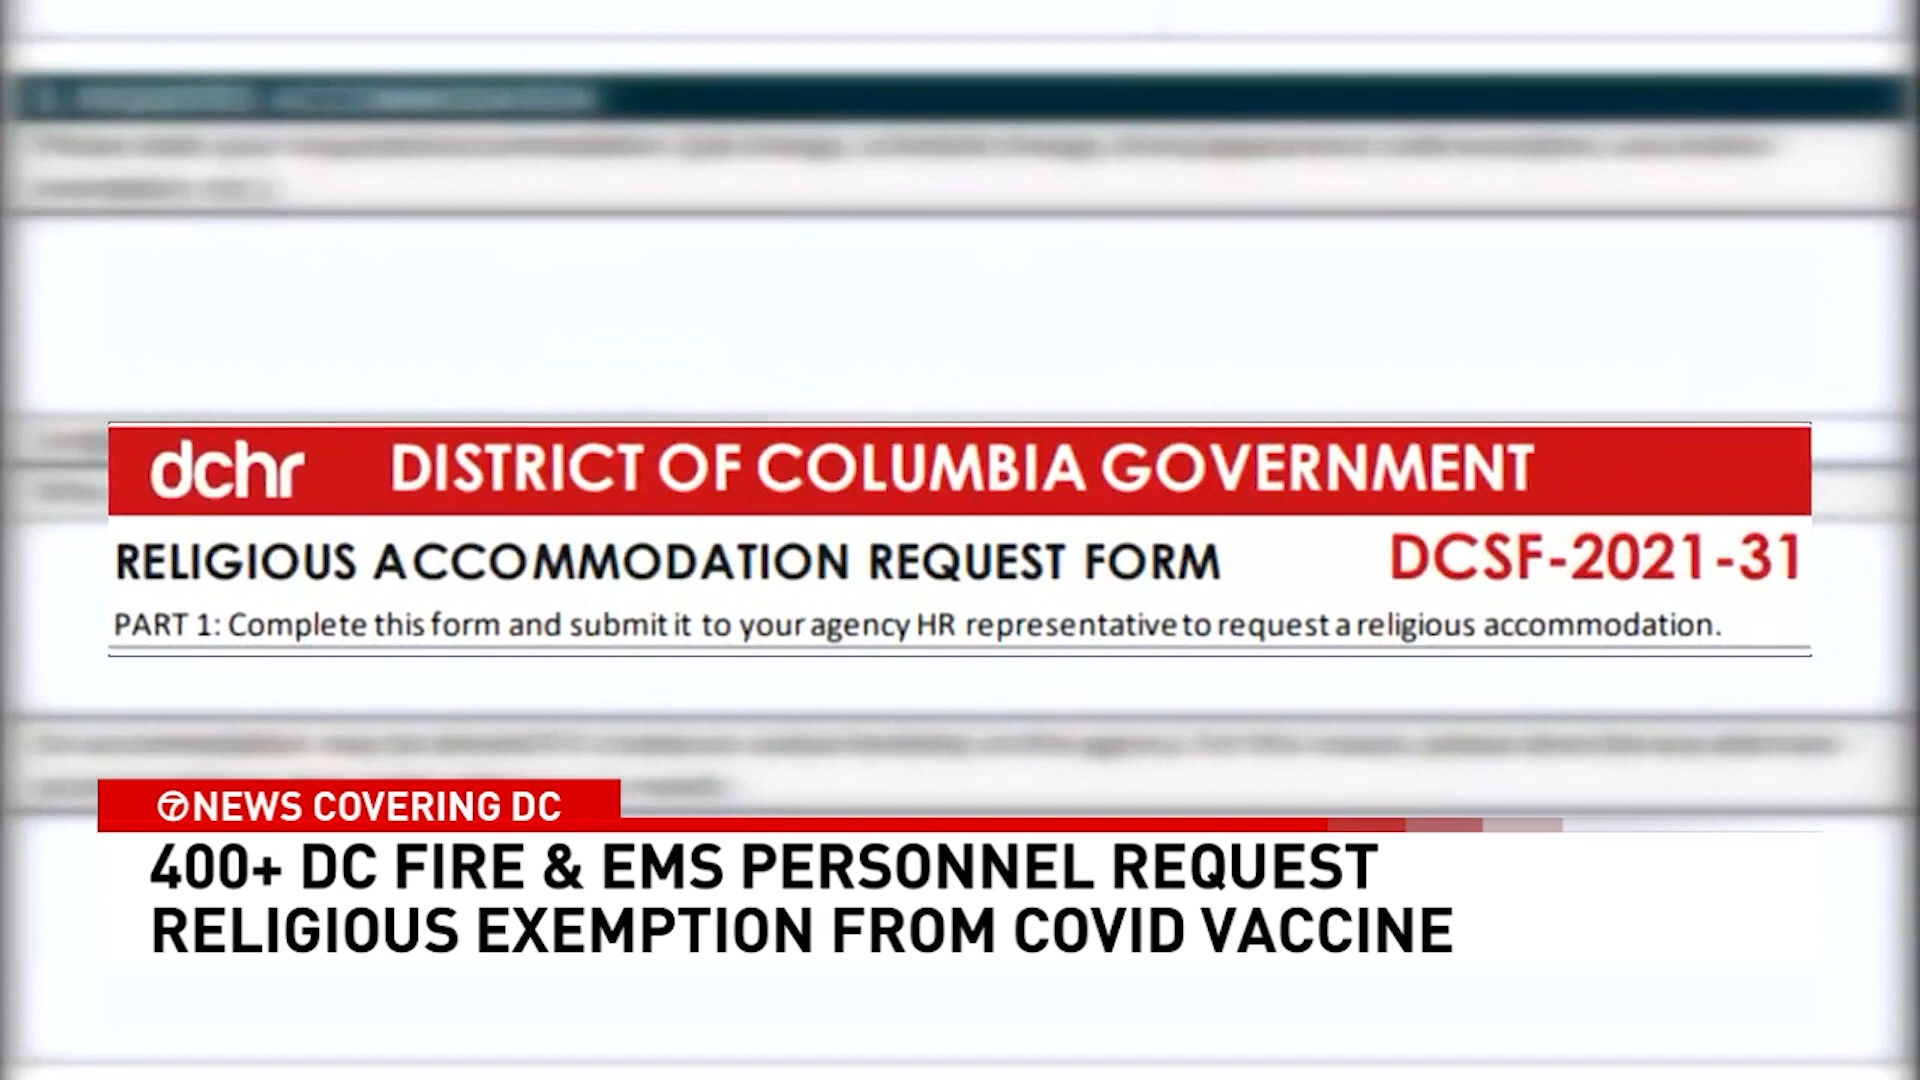 dchr DISTRICT OF COLUMBIA GOVERNMENT
RELIGIOUS ACCOMMODATION REQUEST FORM DCSF-2021-31
PART 1: Complete this form and submit it to your agency HR representative to request a religious accommodation.
7NEWS COVERING DC
400+ DC FIRE & EMS PERSONNEL REQUEST
RELIGIOUS EXEMPTION FROM COVID VACCINE